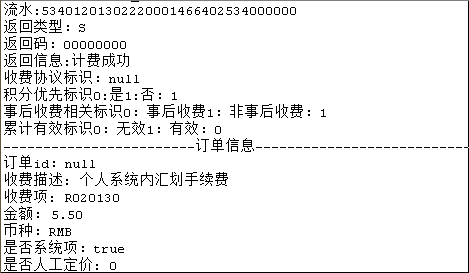 流水:53401201302220001466402534000000
返回类型: S
返回码: 00000000
返回信息:计费成功
收费协议标识: null
积分优先标识0:是1:否: 1
事后收费相关标识0: 事后收费1: 非事后收费: 1
累计有效标识0: 无效1: 有效: 0
------------------------订单信息---------------------------
订单id: null
收费描述: 个人系统内汇划手续费
收费项: R020130
金额: 5.50
币种: RMB
是否系统项: true
是否人工定价: 0